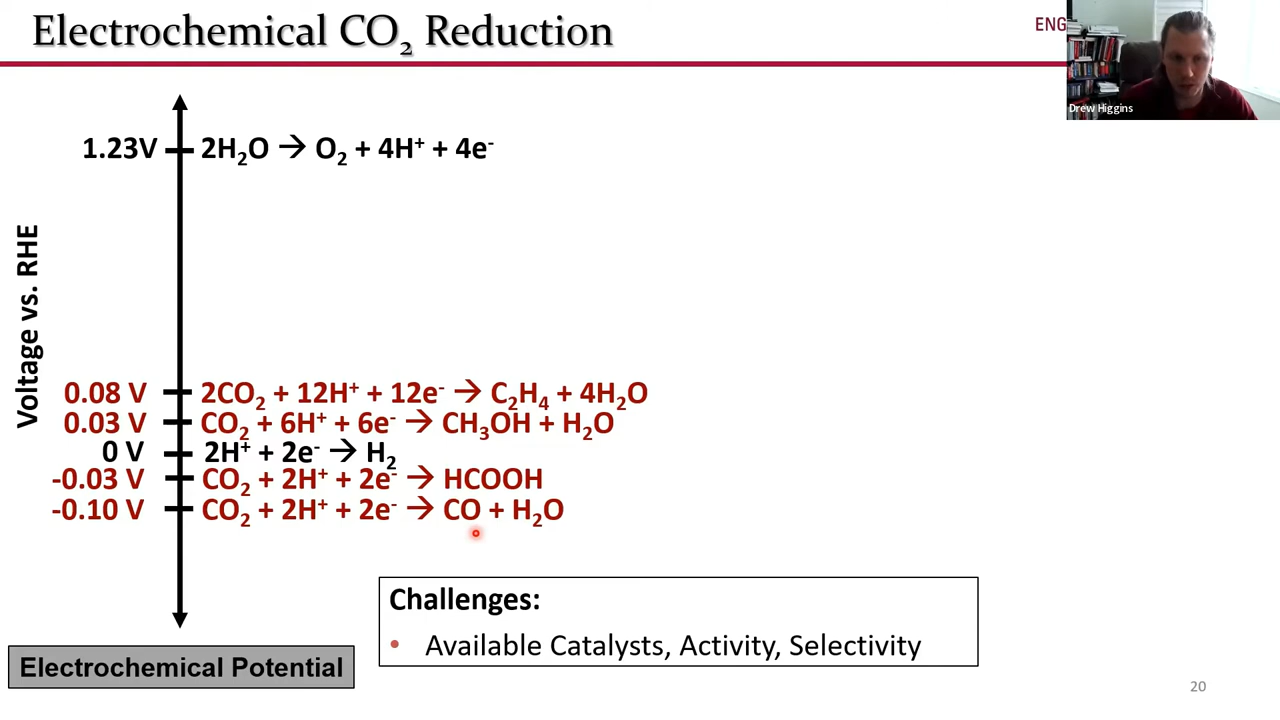 Electrochemical CO₂ Reduction
ENG
Drew Higgins
1.23V 2H₂O → O₂ + 4H⁺ + 4e⁻
Voltage vs. RHE
0.08 V 2CO₂ + 12H⁺ + 12e⁻ → C₂H₄ + 4H₂O
0.03 V CO₂ + 6H⁺ + 6e⁻ → CH₃OH + H₂O
0 V 2H⁺ + 2e⁻ → H₂
-0.03 V CO₂ + 2H⁺ + 2e⁻ → HCOOH
-0.10 V CO₂ + 2H⁺ + 2e⁻ → CO + H₂O
Challenges:
• Available Catalysts, Activity, Selectivity
Electrochemical Potential
20